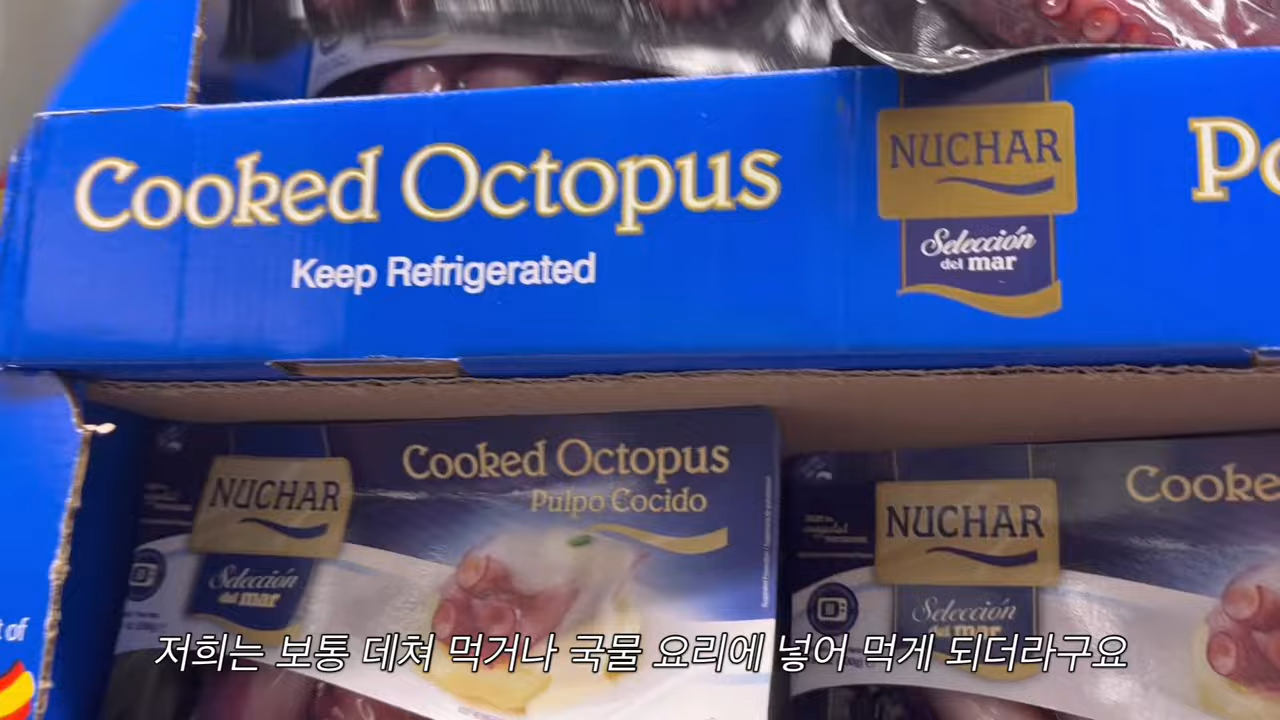 Cooked Octopus
Keep Refrigerated
NUCHAR
Selección
del mar
NUCHAR
Selección
del mar
Cooked Octopus
Pulpo Cocido
NUCHAR
Selección
del mar
of
저희는 보통 데쳐 먹거나 국물 요리에 넣어 먹게 되더라구요